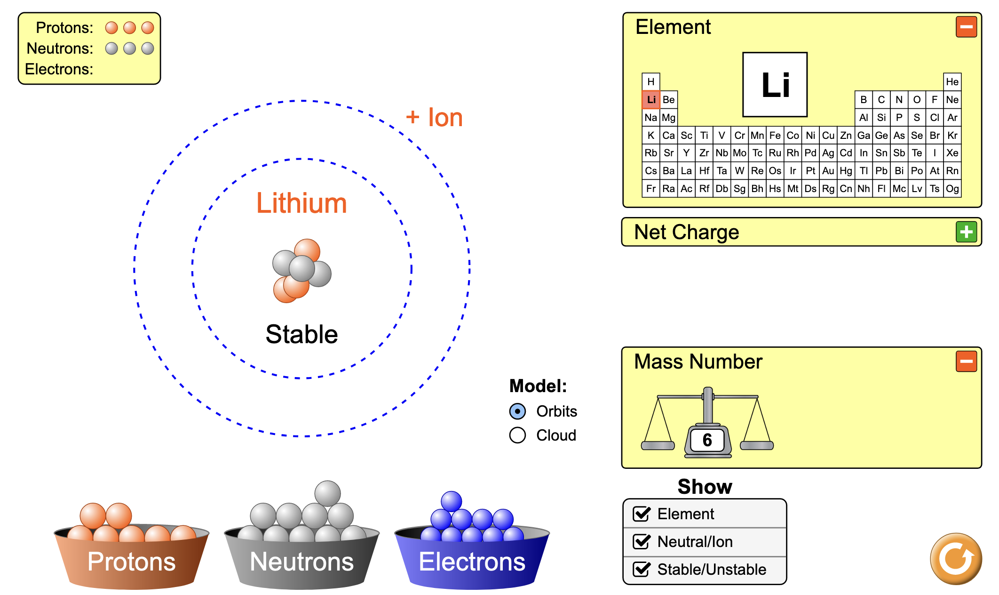 Protons:
Neutrons:
Electrons:
+ Ion
Lithium
Stable
Model:
Orbits
Cloud
Protons
Neutrons
Electrons
Element
Li
H He
Li Be B C N O F Ne
Na Mg Al Si P S Cl Ar
K Ca Sc Ti V Cr Mn Fe Co Ni Cu Zn Ga Ge As Se Br Kr
Rb Sr Y Zr Nb Mo Tc Ru Rh Pd Ag Cd In Sn Sb Te I Xe
Cs Ba La Hf Ta W Re Os Ir Pt Au Hg Tl Pb Bi Po At Rn
Fr Ra Ac Rf Db Sg Bh Hs Mt Ds Rg Cn Nh Fl Mc Lv Ts Og
Net Charge
Mass Number
6
Show
Element
Neutral/Ion
Stable/Unstable